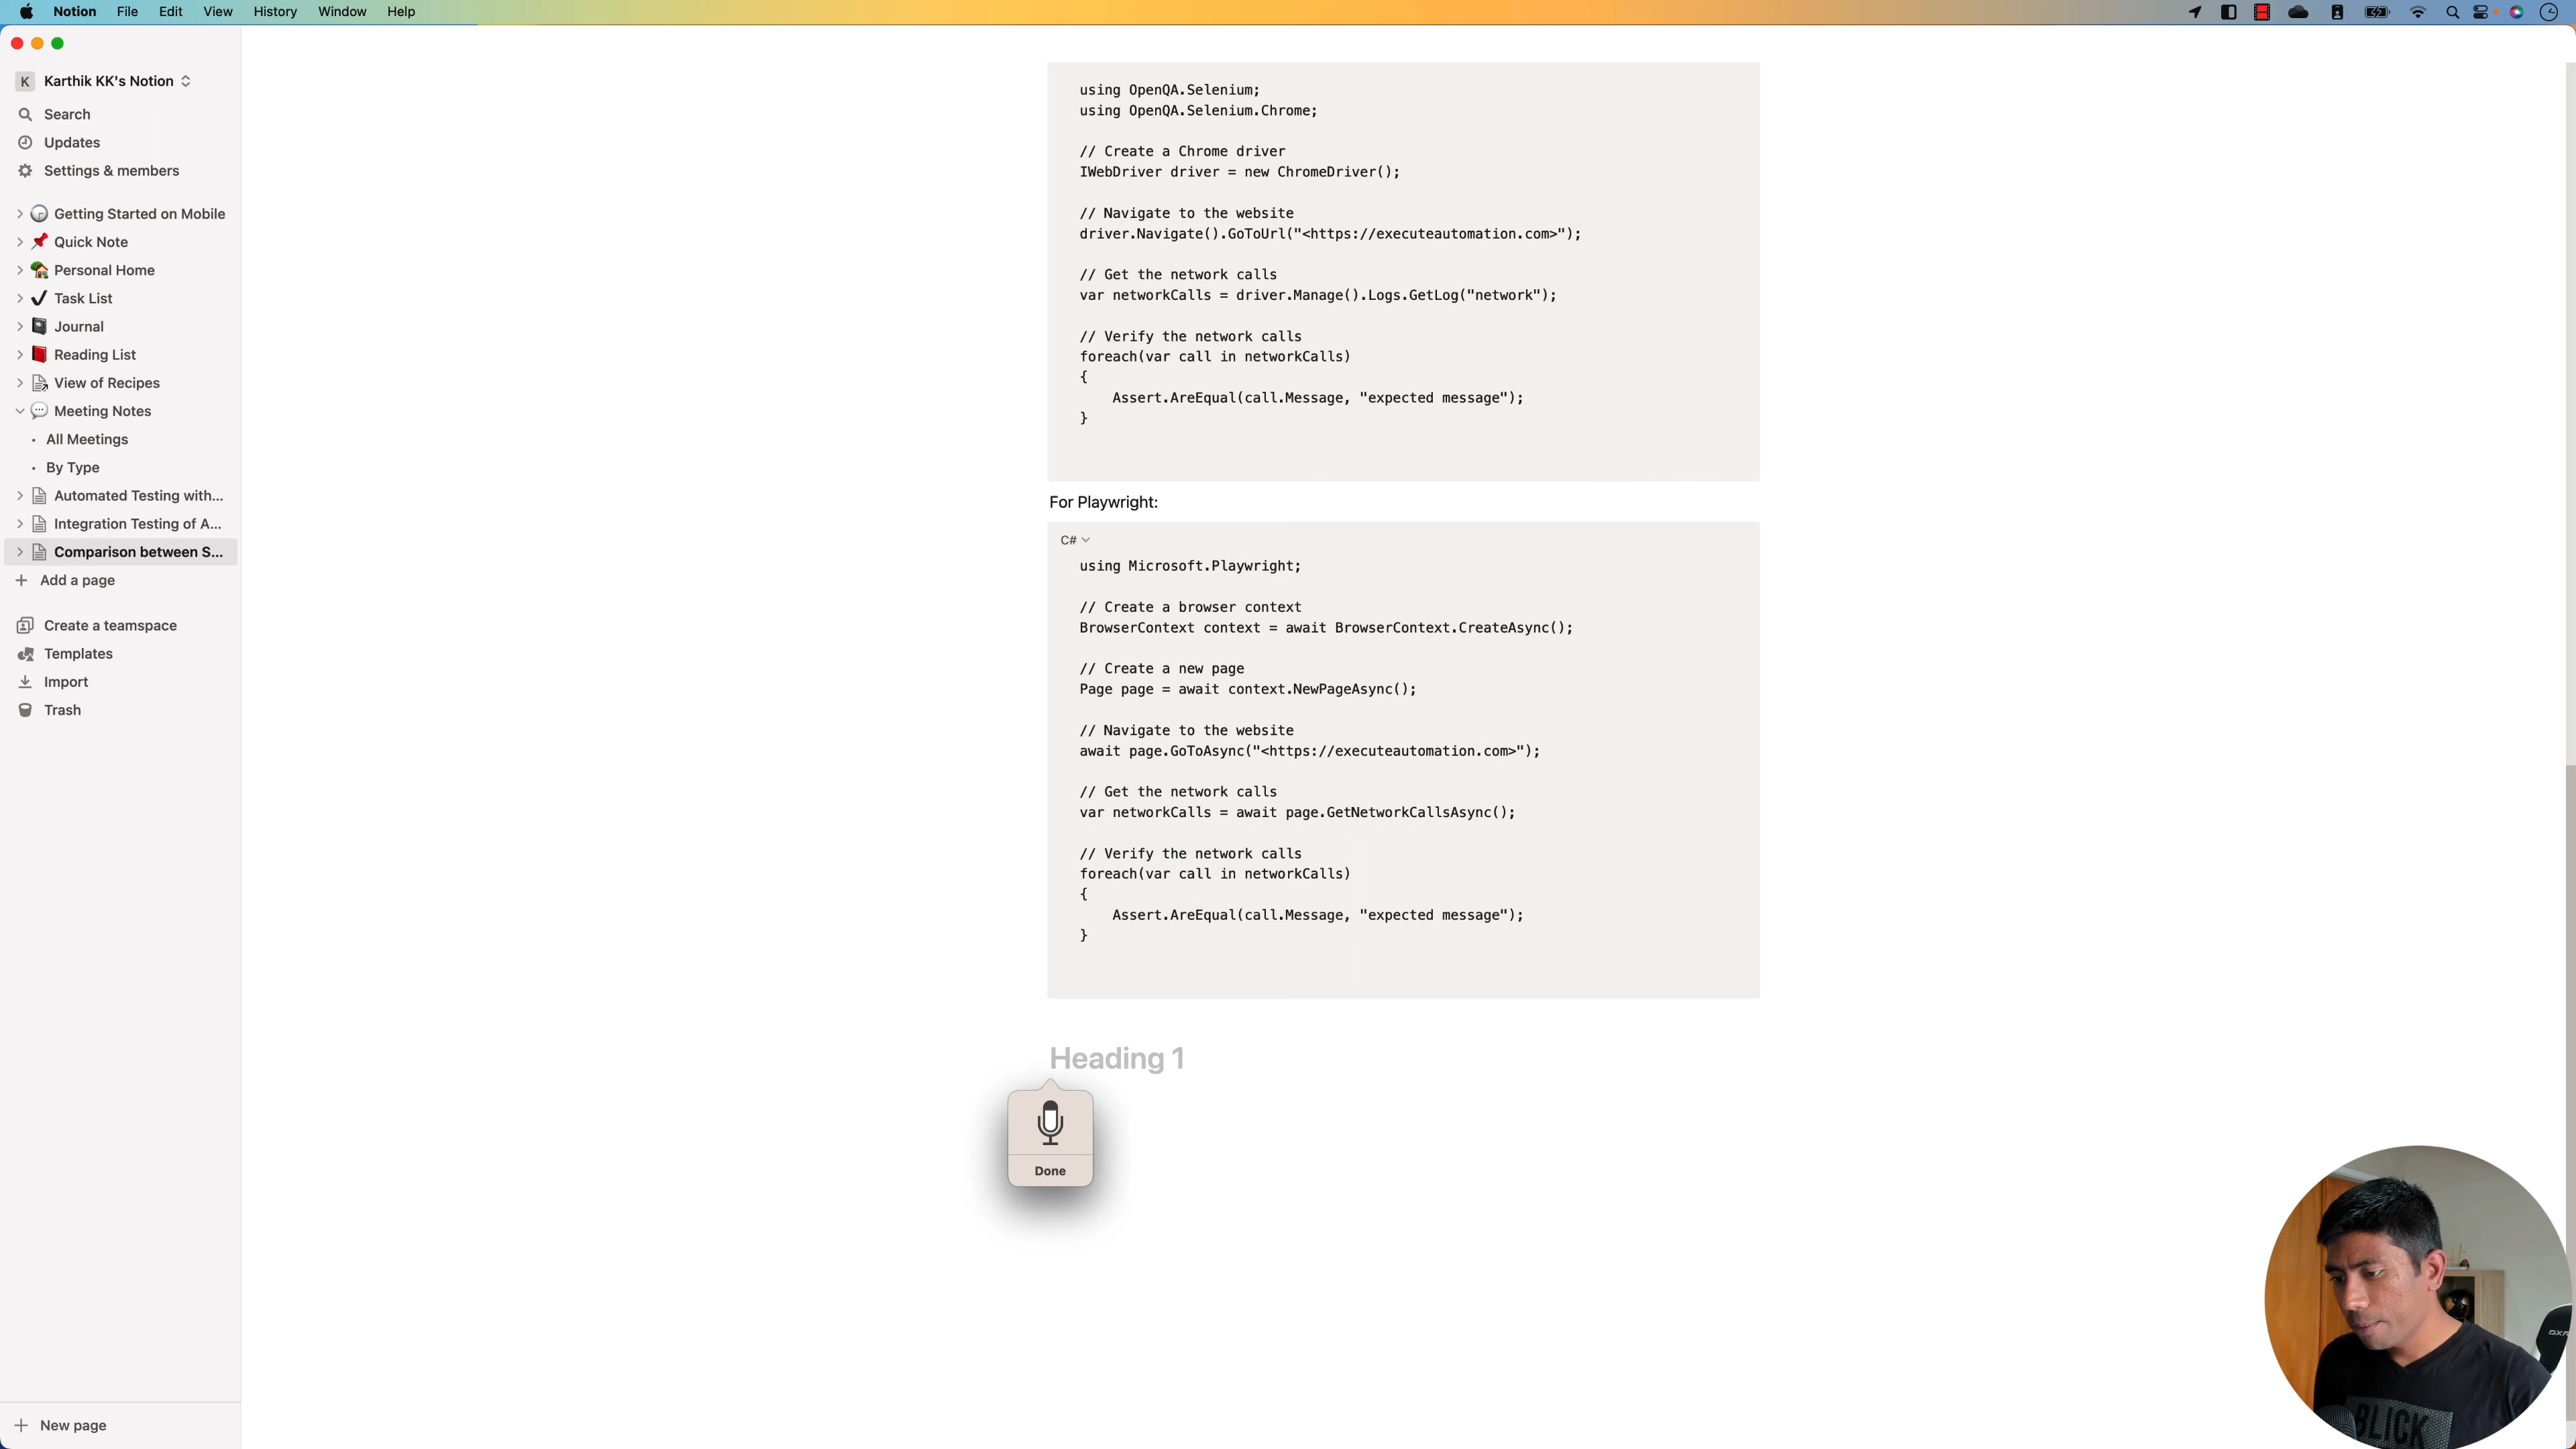 Notion File Edit View History Window Help
K Karthik KK's Notion
Search
Updates
Settings & members
Getting Started on Mobile
Quick Note
Personal Home
Task List
Journal
Reading List
View of Recipes
Meeting Notes
All Meetings
By Type
Automated Testing with...
Integration Testing of A...
Comparison between S...
Add a page
Create a teamspace
Templates
Import
Trash
New page
using OpenQA.Selenium;
using OpenQA.Selenium.Chrome;
// Create a Chrome driver
IWebDriver driver = new ChromeDriver();
// Navigate to the website
driver.Navigate().GoToUrl("<https://executeautomation.com>");
// Get the network calls
var networkCalls = driver.Manage().Logs.GetLog("network");
// Verify the network calls
foreach(var call in networkCalls)
{
    Assert.AreEqual(call.Message, "expected message");
}
For Playwright:
C#
using Microsoft.Playwright;
// Create a browser context
BrowserContext context = await BrowserContext.CreateAsync();
// Create a new page
Page page = await context.NewPageAsync();
// Navigate to the website
await page.GoToAsync("<https://executeautomation.com>");
// Get the network calls
var networkCalls = await page.GetNetworkCallsAsync();
// Verify the network calls
foreach(var call in networkCalls)
{
    Assert.AreEqual(call.Message, "expected message");
}
Heading 1
Done
BLICK